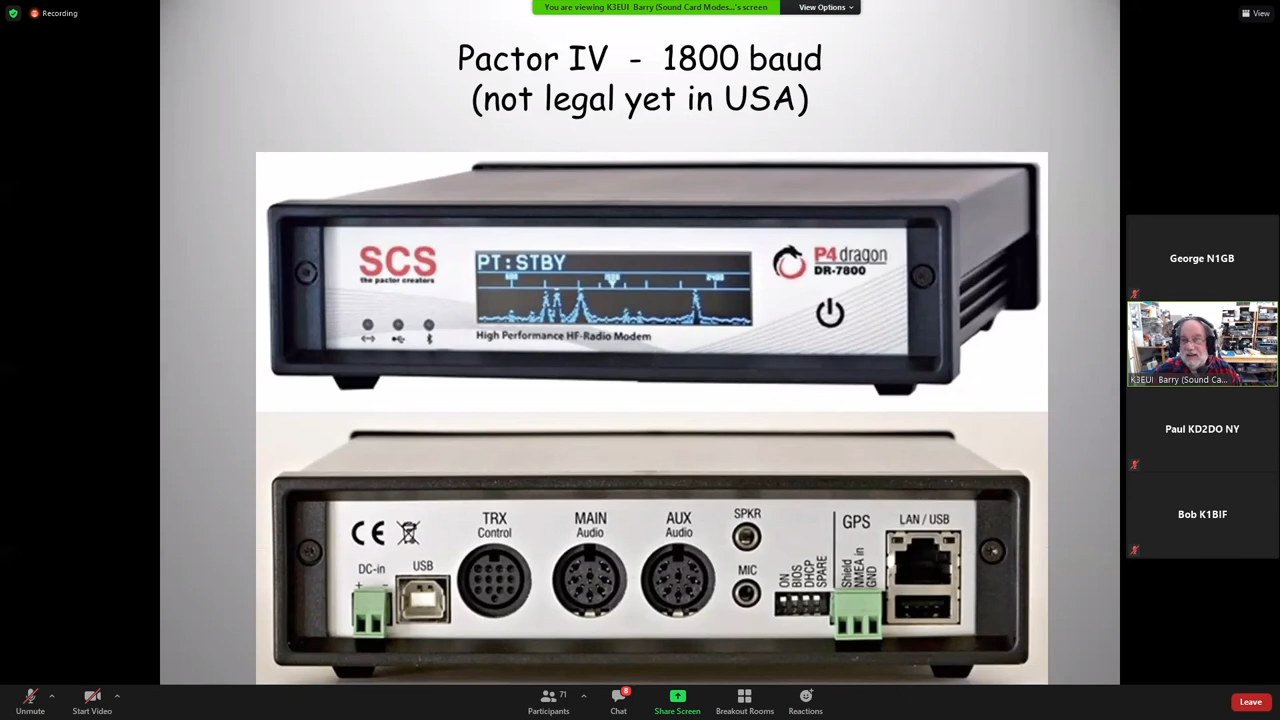 Recording
You are viewing K3EUI Barry (Sound Card Modes...'s screen
View Options
View
Pactor IV - 1800 baud
(not legal yet in USA)
SCS
the pactor creators
PT:STBY
P4dragon
DR-7800
High Performance HF-Radio Modem
TRX
Control
MAIN
Audio
AUX
Audio
SPKR
MIC
GPS
LAN / USB
CE
DC-in
+ -
USB
ON
BIOS
DHCP
SPARE
Shield
NMEA in
GND
George N1GB
K3EUI Barry (Sound Ca...
Paul KD2DO NY
Bob K1BIF
Unmute
Start Video
Participants
71
Chat
8
Share Screen
Breakout Rooms
Reactions
Leave